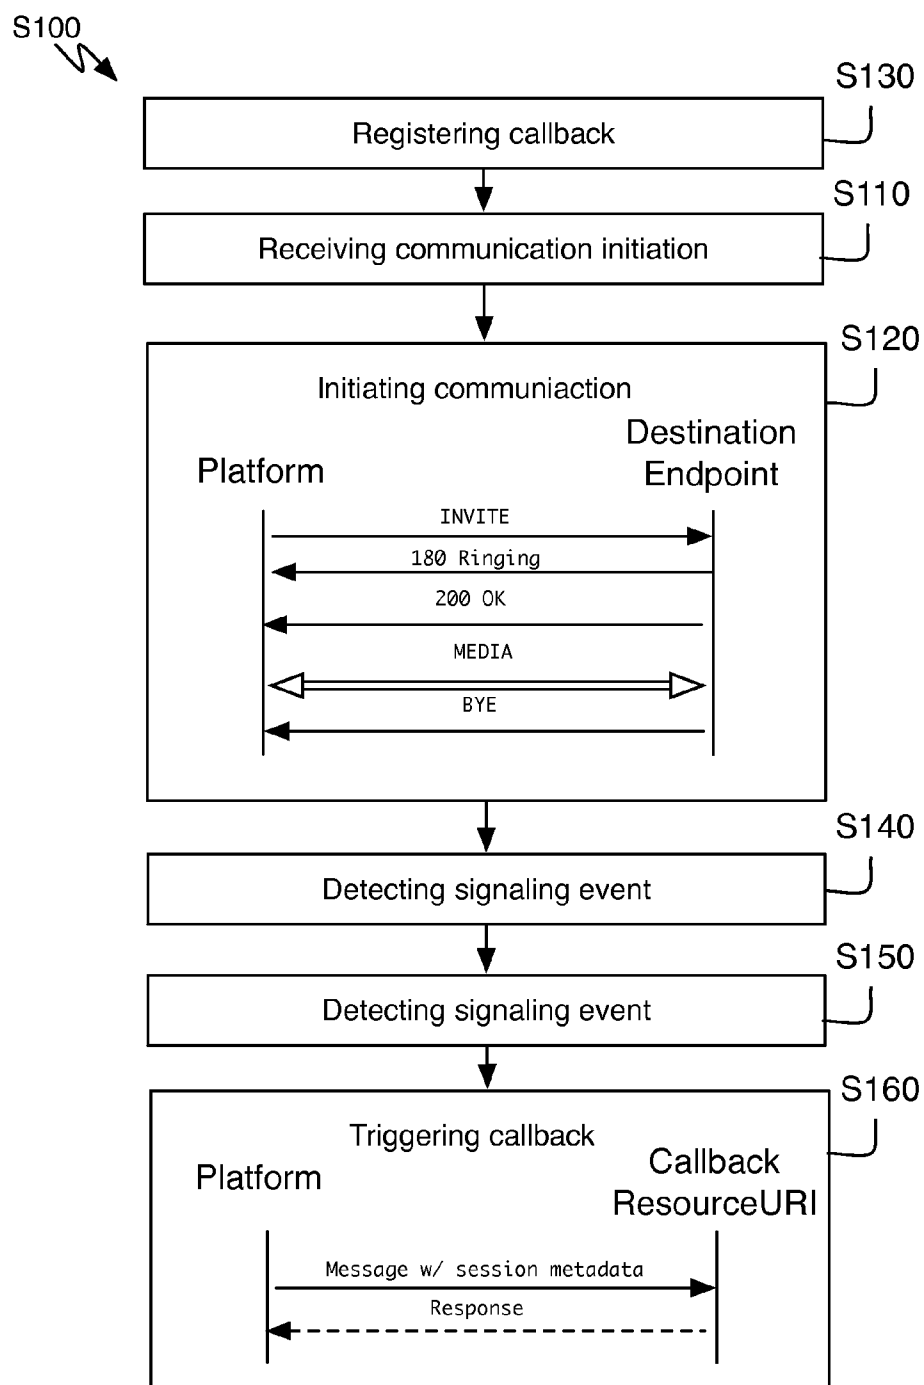 S100
S130
Registering callback
S110
Receiving communication initiation
S120
Initiating communiaction
Destination
Platform
Endpoint
INVITE
180 Ringing
200 OK
MEDIA
BYE
S140
Detecting signaling event
S150
Detecting signaling event
S160
Triggering callback
Callback
Platform
ResourceURI
Message w/ session metadata
Response